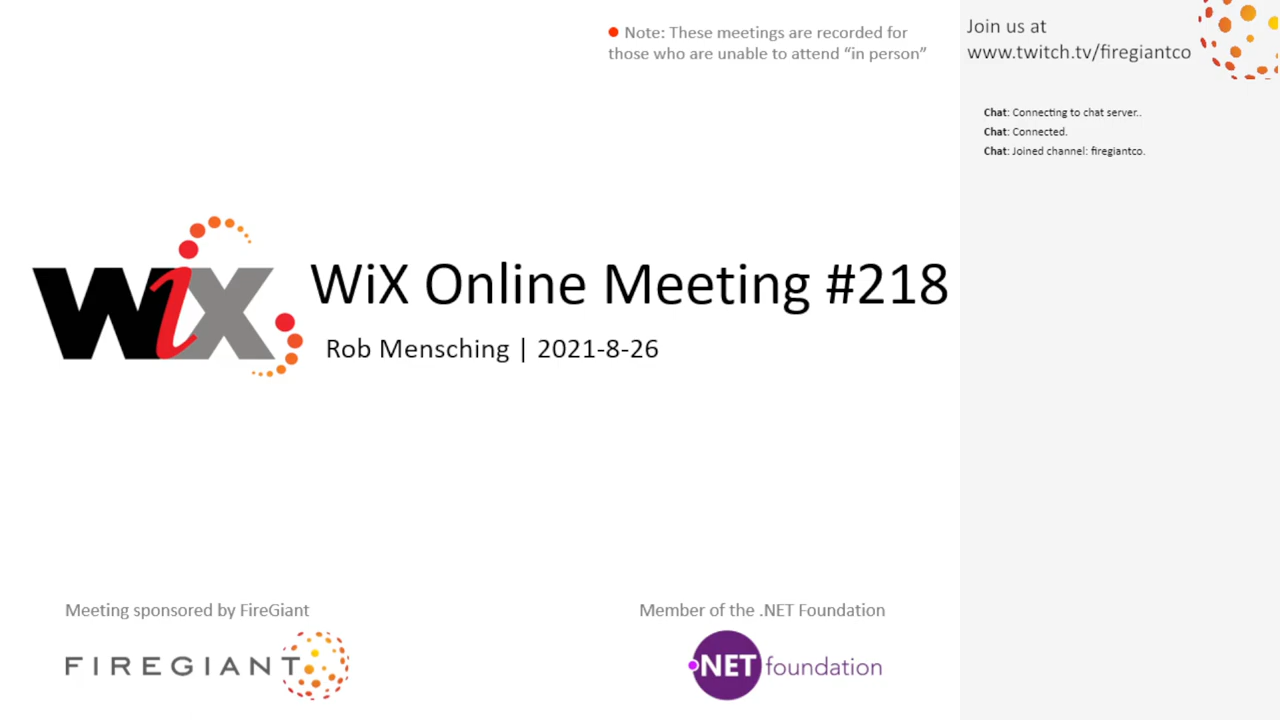 Note: These meetings are recorded for
those who are unable to attend “in person”
Join us at
www.twitch.tv/firegiantco
Chat: Connecting to chat server..
Chat: Connected.
Chat: Joined channel: firegiantco.
WiX
WiX Online Meeting #218
Rob Mensching | 2021-8-26
Meeting sponsored by FireGiant
FIREGIANT
Member of the .NET Foundation
.NET foundation